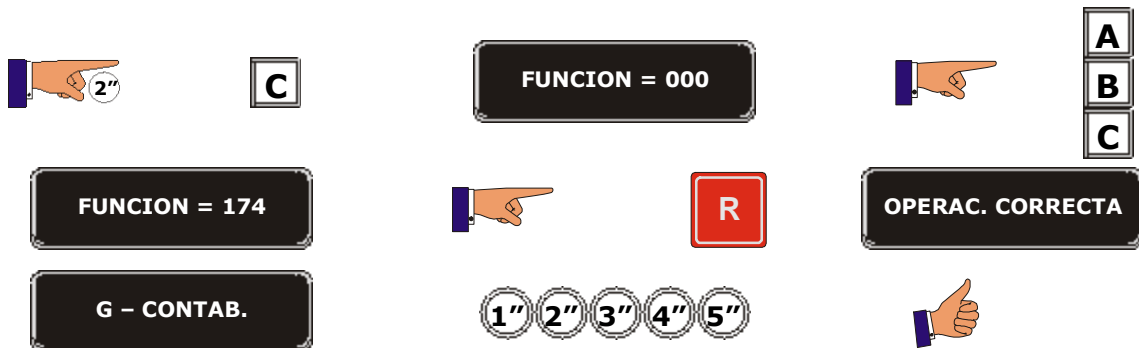 2” C FUNCION = 000 A
B
C
FUNCION = 174 R OPERAC. CORRECTA
G – CONTAB. 1” 2” 3” 4” 5”